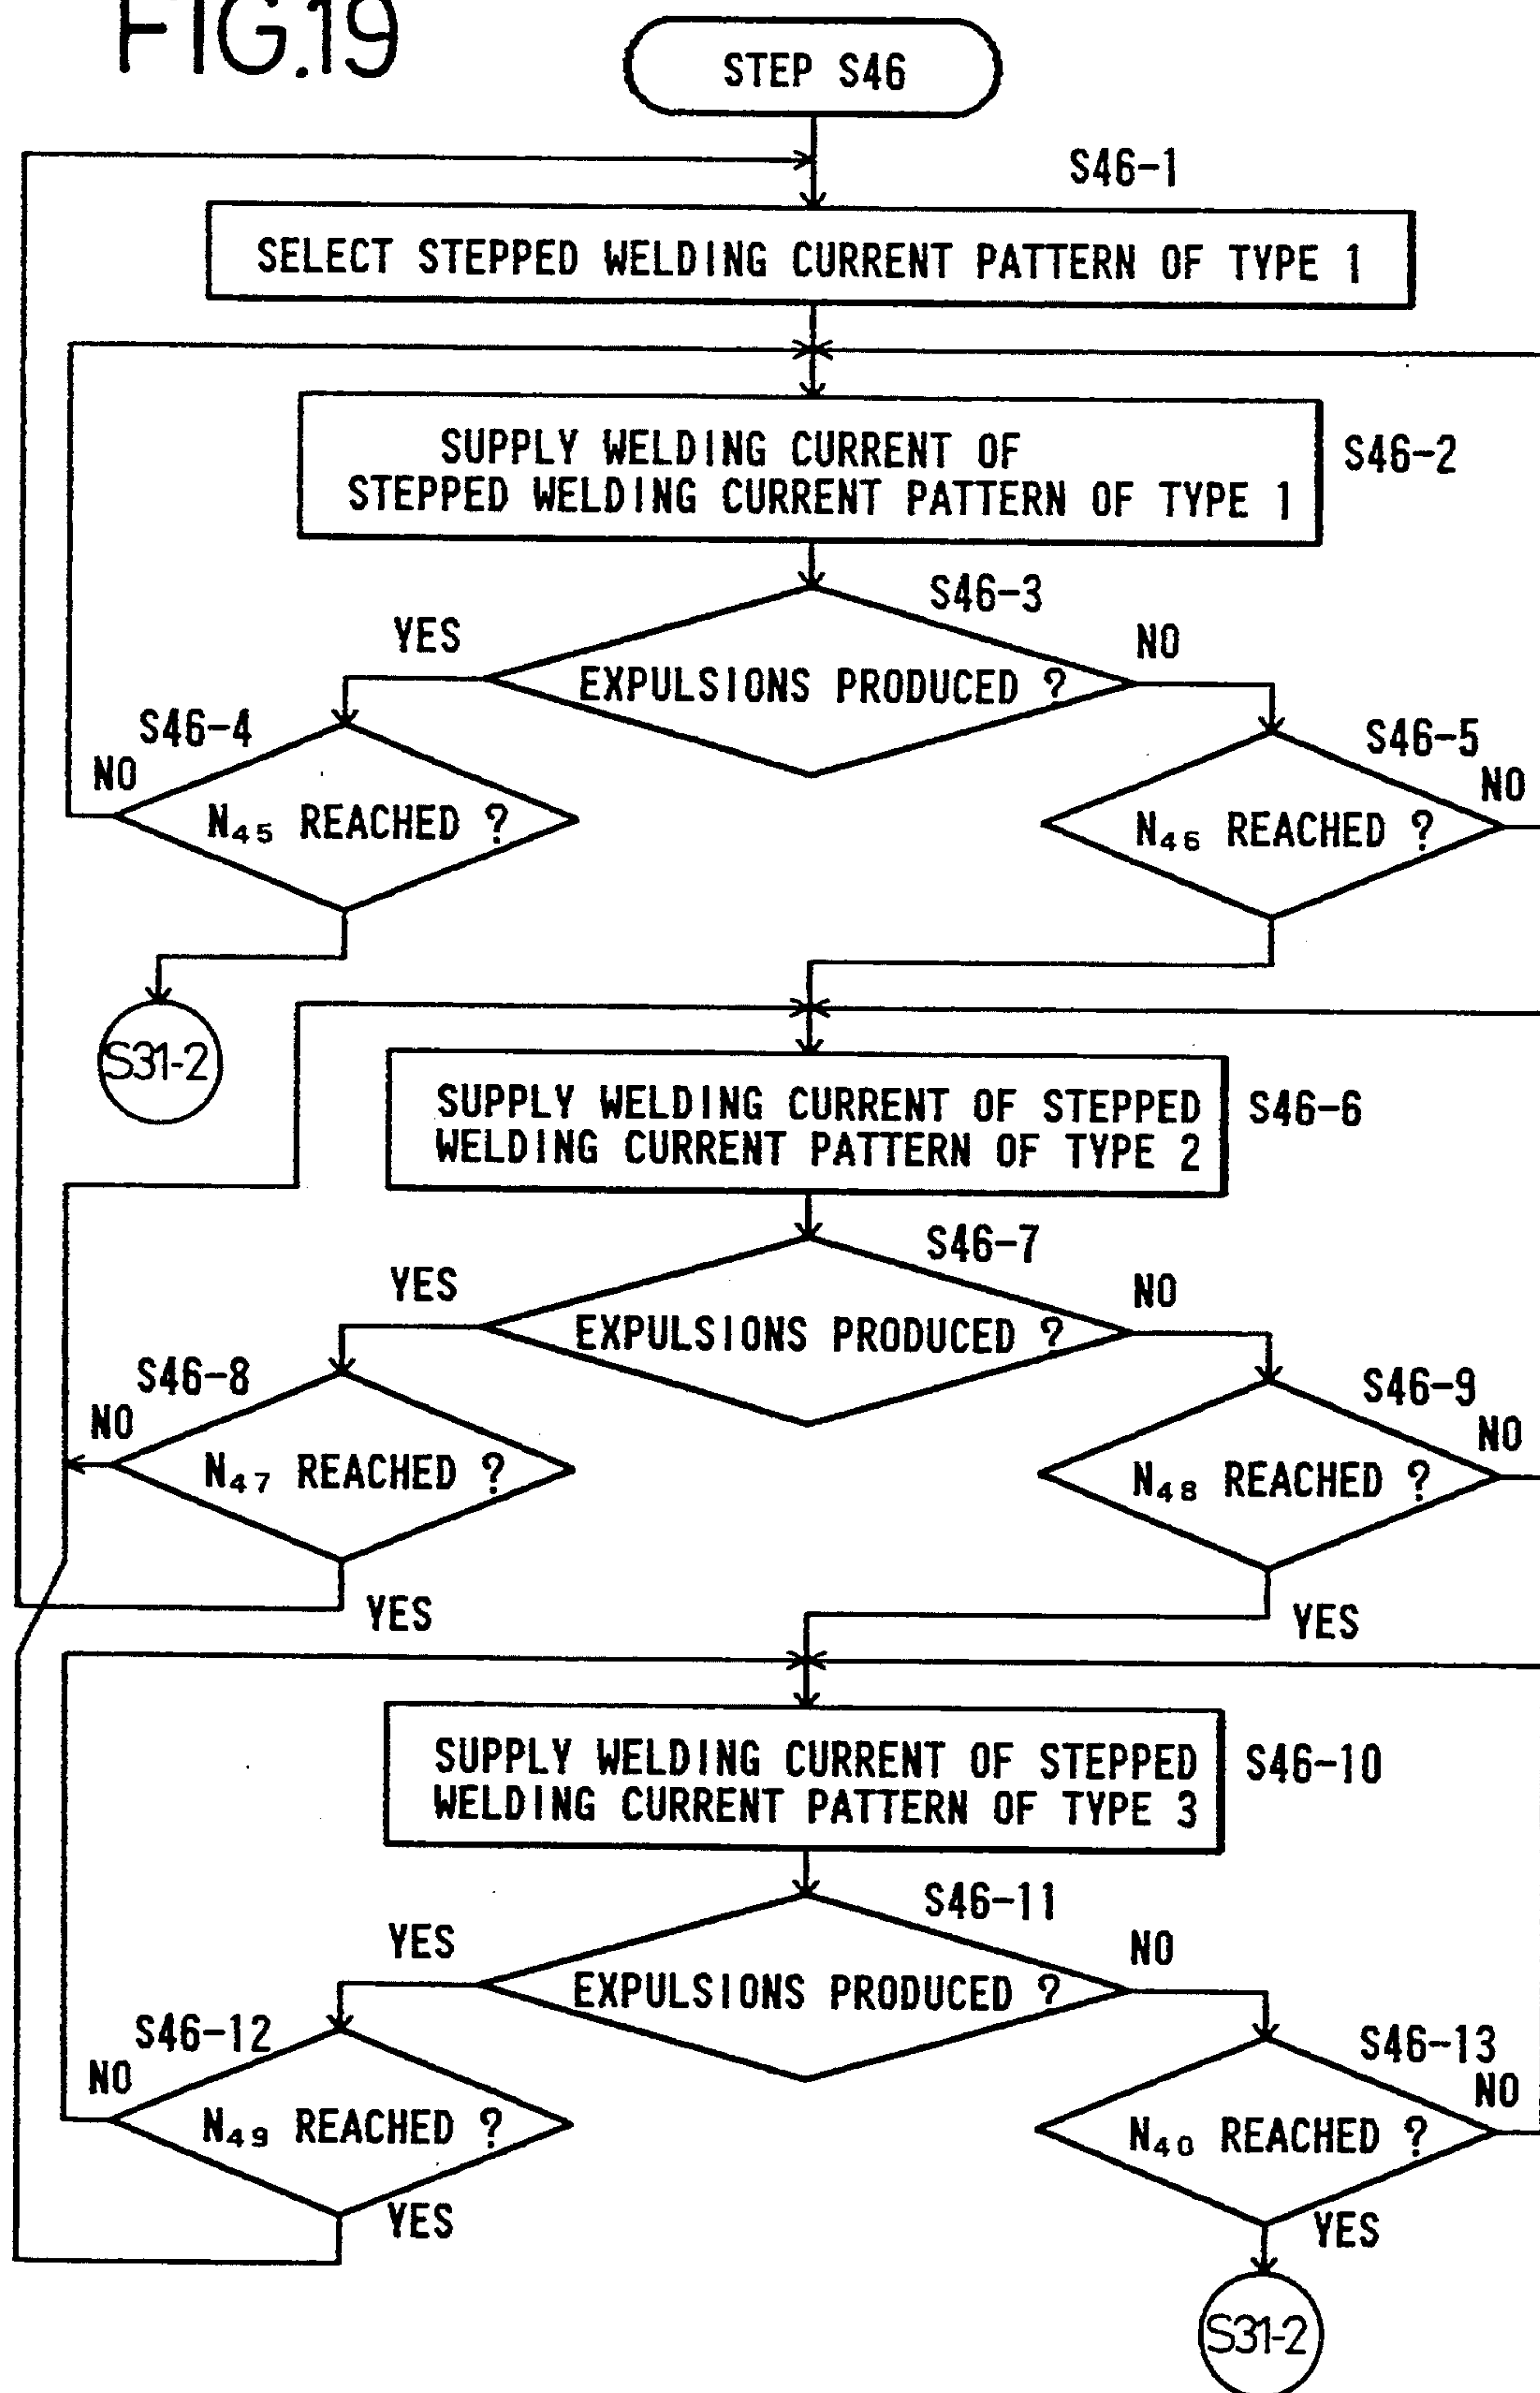 FIG.19
STEP S46
S46-1
SELECT STEPPED WELDING CURRENT PATTERN OF TYPE 1
SUPPLY WELDING CURRENT OF
STEPPED WELDING CURRENT PATTERN OF TYPE 1
S46-2
S46-3
YES
NO
EXPULSIONS PRODUCED ?
S46-4
NO
N₄₅ REACHED ?
S46-5
NO
N₄₆ REACHED ?
S31-2
SUPPLY WELDING CURRENT OF STEPPED
WELDING CURRENT PATTERN OF TYPE 2
S46-6
S46-7
YES
NO
EXPULSIONS PRODUCED ?
S46-8
NO
N₄₇ REACHED ?
YES
S46-9
NO
N₄₈ REACHED ?
YES
SUPPLY WELDING CURRENT OF STEPPED
WELDING CURRENT PATTERN OF TYPE 3
S46-10
S46-11
YES
NO
EXPULSIONS PRODUCED ?
S46-12
NO
N₄₉ REACHED ?
YES
S46-13
NO
N₄₀ REACHED ?
YES
S31-2